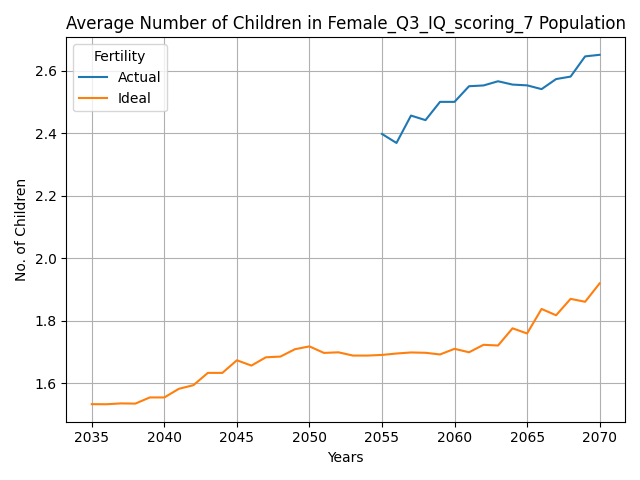 Average Number of Children in Female_Q3_IQ_scoring_7 Population
Fertility
Actual
Ideal
No. of Children
2.6
2.4
2.2
2.0
1.8
1.6
2035 2040 2045 2050 2055 2060 2065 2070
Years